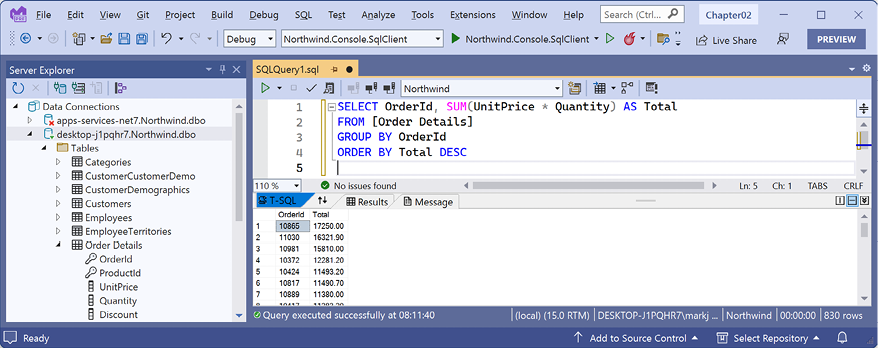 File Edit View Git Project Build Debug SQL Test Analyze Tools Extensions Window Help Search (Ctrl... Chapter02
Debug Northwind.Console.SqlClient Northwind.Console.SqlClient Live Share PREVIEW
Server Explorer
Data Connections
apps-services-net7.Northwind.dbo
desktop-j1pqhr7.Northwind.dbo
Tables
Categories
CustomerCustomerDemo
CustomerDemographics
Customers
Employees
EmployeeTerritories
Order Details
OrderId
ProductId
UnitPrice
Quantity
Discount
SQLQuery1.sql
Northwind
1 SELECT OrderId, SUM(UnitPrice * Quantity) AS Total
2 FROM [Order Details]
3 GROUP BY OrderId
4 ORDER BY Total DESC
5
110 % No issues found Ln: 5 Ch: 1 TABS CRLF
T-SQL Results Message
OrderId Total
1 10865 17250.00
2 11030 16321.90
3 10981 15810.00
4 10372 12281.20
5 10424 11493.20
6 10817 11490.70
7 10889 11380.00
Query executed successfully at 08:11:40 (local) (15.0 RTM) DESKTOP-J1PQHR7\markj ... Northwind 00:00:00 830 rows
Ready Add to Source Control Select Repository